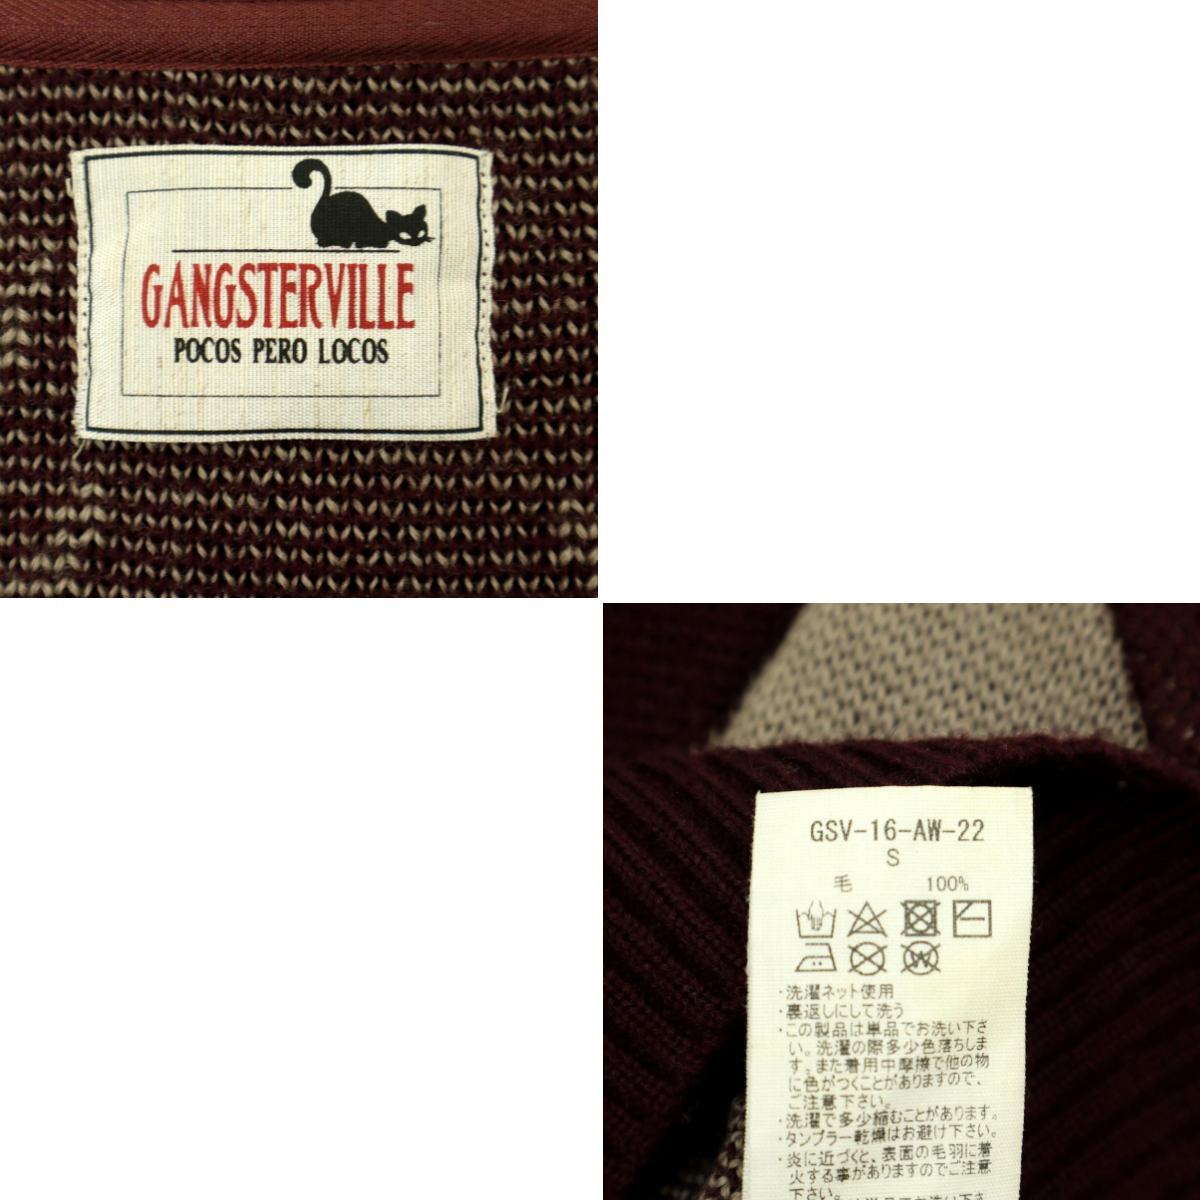 GANGSTERVILLE
POCOS PERO LOCOS
GSV-16-AW-22
S
毛 100%
・洗濯ネット使用
・裏返しにして洗う
・この製品は単品でお洗い下さ
い。洗濯の際多少色落ちしま
す。また着用中摩擦で他の物
に色がつくことがありますので、
ご注意下さい。
・洗濯で多少縮むことがあります。
・タンブラー乾燥はお避け下さい。
・炎に近づくと、表面の毛羽に着
火する事がありますのでご注意
下さい。